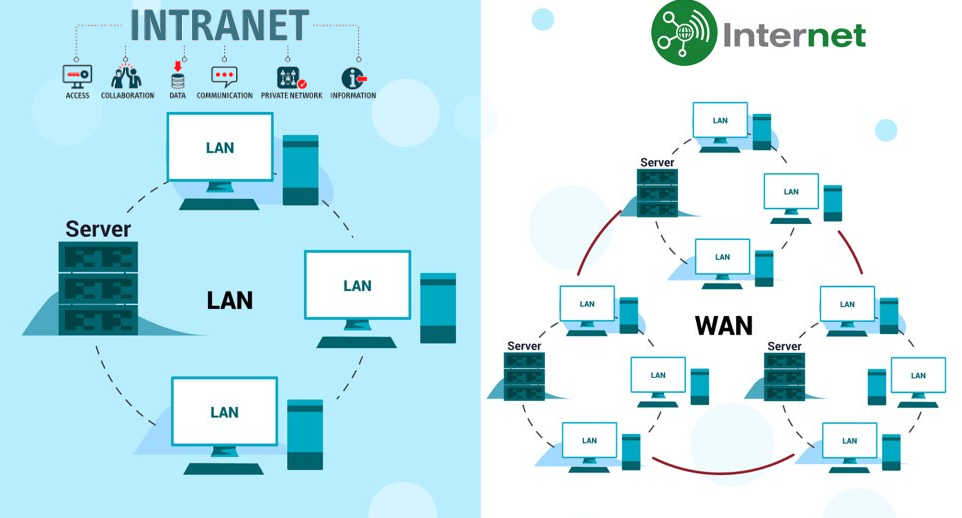 INTRANET
ACCESS COLLABORATION DATA COMMUNICATION PRIVATE NETWORK INFORMATION
LAN
Server
LAN
LAN
LAN
Internet
LAN
Server
LAN
LAN
WAN
LAN
Server
LAN
LAN
LAN
Server
LAN
LAN